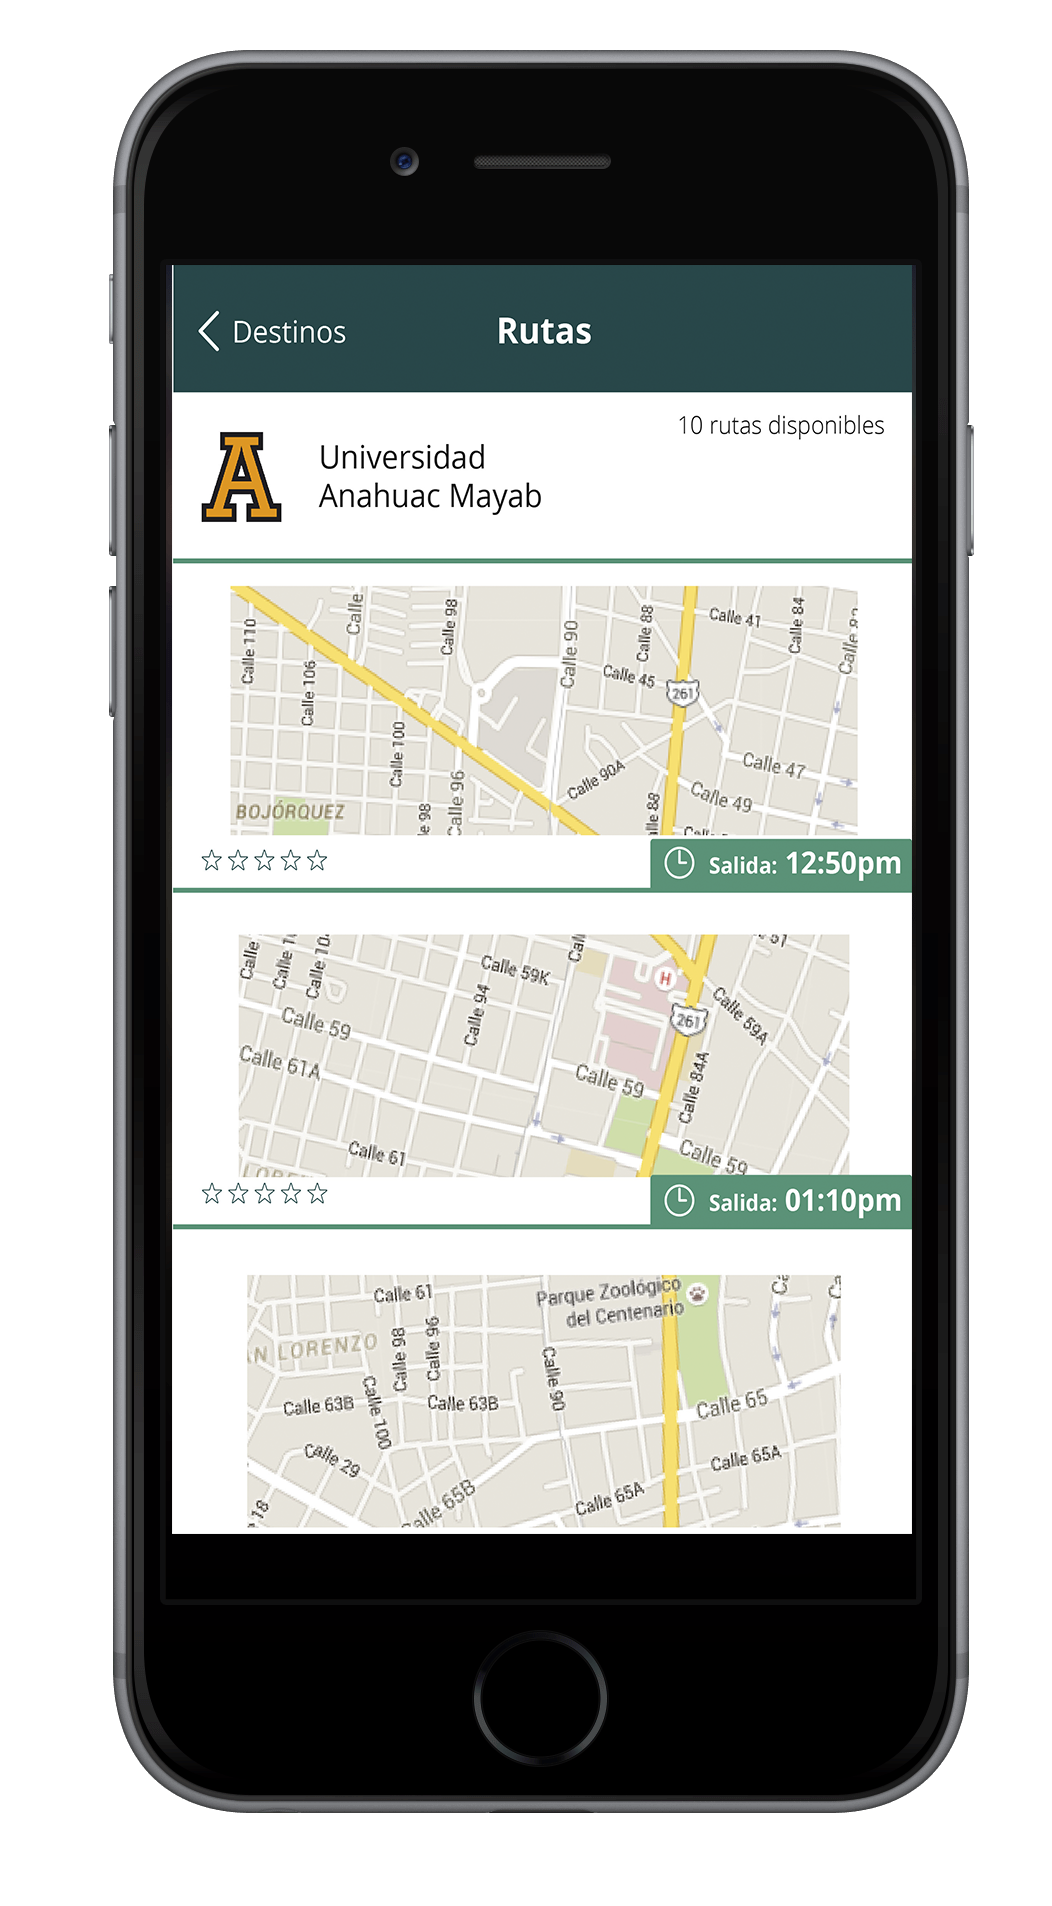 Destinos
Rutas
10 rutas disponibles
A
Universidad
Anahuac Mayab
Calle 110
Calle 106
Calle
Calle 100
Calle 98
Calle 96
Calle 90
Calle 88
Calle 41
Calle 84
Calle 45
261
Calle 47
Calle 49
Calle 90A
BOJÓRQUEZ
Salida: 12:50pm
Calle
Calle 59K
Calle 94
Calle 59
Calle 61A
Calle 61
H
261
Calle 59A
Calle 59
Calle 84A
Calle 59
Salida: 01:10pm
Calle 61
Parque Zoológico
del Centenario
N LORENZO
Calle 98
Calle 96
Calle 90
Calle 63B
Calle 100
Calle 63B
Calle 65
Calle 29
Calle 65A
Calle 65A
alle 65B
18